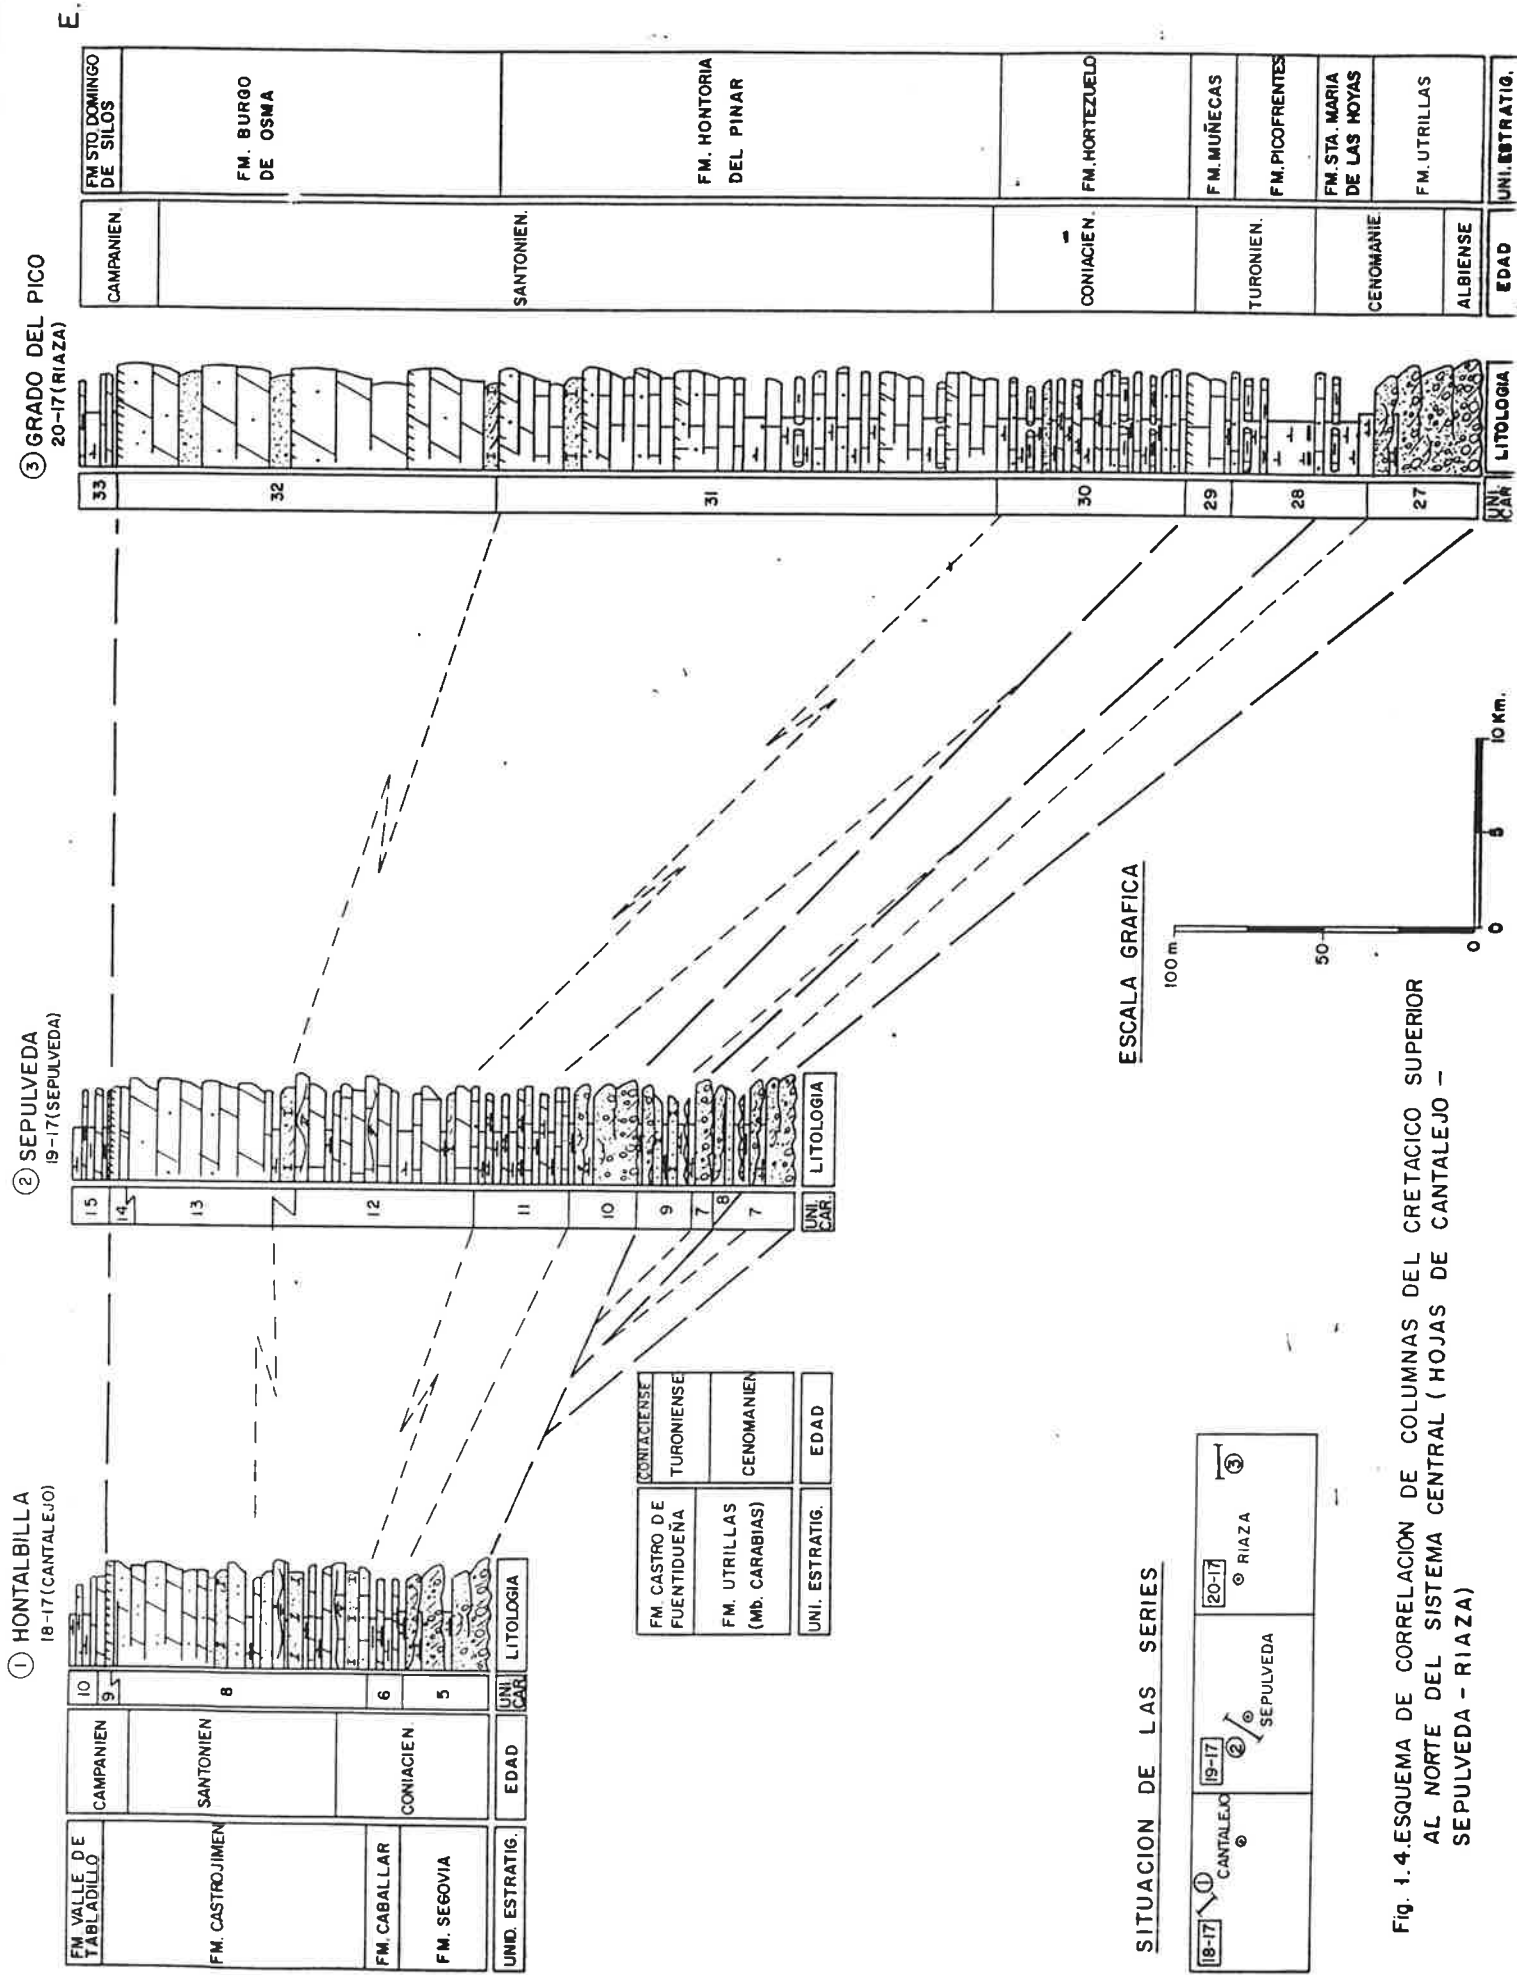 E.
① HONTALBILLA
18-17(CANTALEJO)
FM. VALLE DE
TABLADILLO
FM. CASTROJIMEN
FM. CABALLAR
FM. SEGOVIA
UNID. ESTRATIG.
CAMPANIEN
SANTONIEN
CONIACIEN.
EDAD
10
9
8
6
5
UNI.
CAR.
LITOLOGIA
② SEPULVEDA
19-17(SEPULVEDA)
15
14
13
12
11
10
9
7
8
7
UNI.
CAR.
LITOLOGIA
FM. CASTRO DE
FUENTIDUEÑA
FM. UTRILLAS
(Mb. CARABIAS)
UNI. ESTRATIG.
CONIACIENSE
TURONIENSE
CENOMANIEN
EDAD
③ GRADO DEL PICO
20-17(RIAZA)
33
32
31
30
29
28
27
UNI.
CAR.
LITOLOGIA
CAMPANIEN.
SANTONIEN.
CONIACIEN.
TURONIEN.
CENOMANIE.
ALBIENSE
EDAD
FM STO. DOMINGO
DE SILOS
FM. BURGO
DE OSMA
FM. HONTORIA
DEL PINAR
FM. HORTEZUELO
FM. MUÑECAS
FM. PICOFRENTES
FM. STA. MARIA
DE LAS HOYAS
FM. UTRILLAS
UNI. ESTRATIG.
ESCALA GRAFICA
100 m
50
0
0
5
10 Km.
SITUACION DE LAS SERIES
18-17
①
CANTALEJO
19-17
②
SEPULVEDA
20-17
RIAZA
③
Fig. 1.4. ESQUEMA DE CORRELACIÓN DE COLUMNAS DEL CRETACICO SUPERIOR
AL NORTE DEL SISTEMA CENTRAL (HOJAS DE CANTALEJO -
SEPULVEDA - RIAZA)